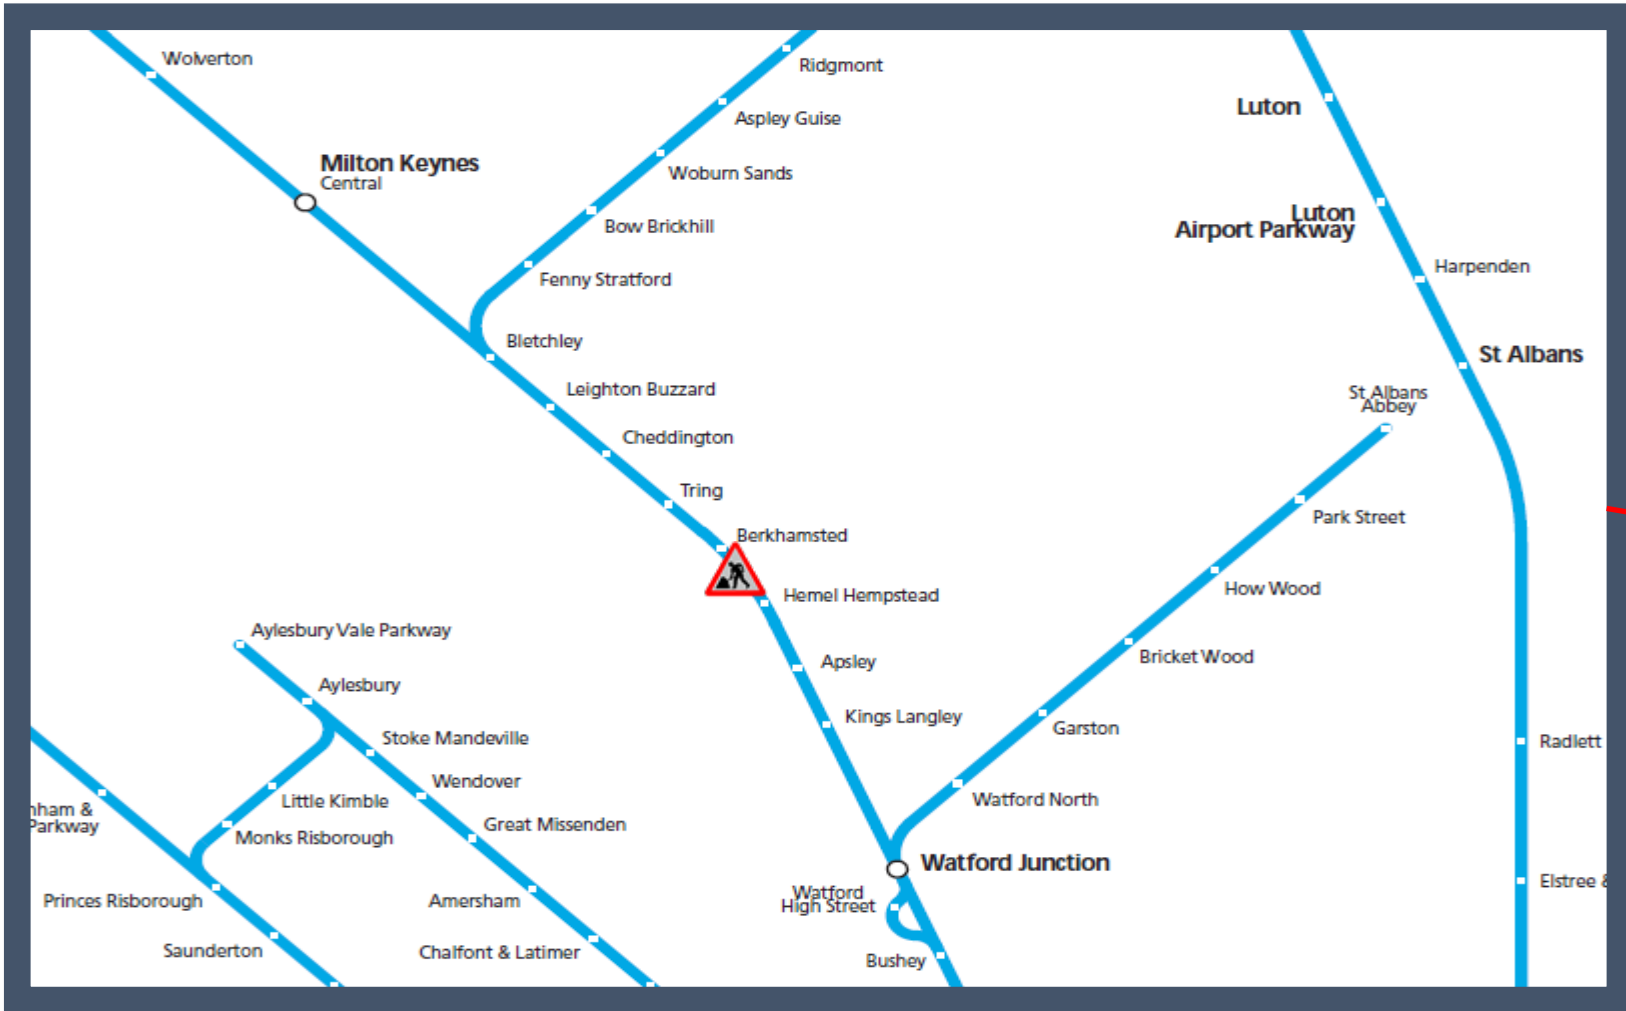 Wolverton
Ridgmont
Aspley Guise
Luton
Milton Keynes
Central
Woburn Sands
Bow Brickhill
Luton
Airport Parkway
Fenny Stratford
Harpenden
Bletchley
St Albans
Leighton Buzzard
St Albans
Abbey
Cheddington
Tring
Park Street
Berkhamsted
How Wood
Hemel Hempstead
Aylesbury Vale Parkway
Bricket Wood
Apsley
Aylesbury
Kings Langley
Garston
Stoke Mandeville
Radlett
Wendover
Little Kimble
Watford North
nham &
Parkway
Great Missenden
Monks Risborough
Watford Junction
Elstree &
Watford
High Street
Princes Risborough
Amersham
Saunderton
Chalfont & Latimer
Bushey